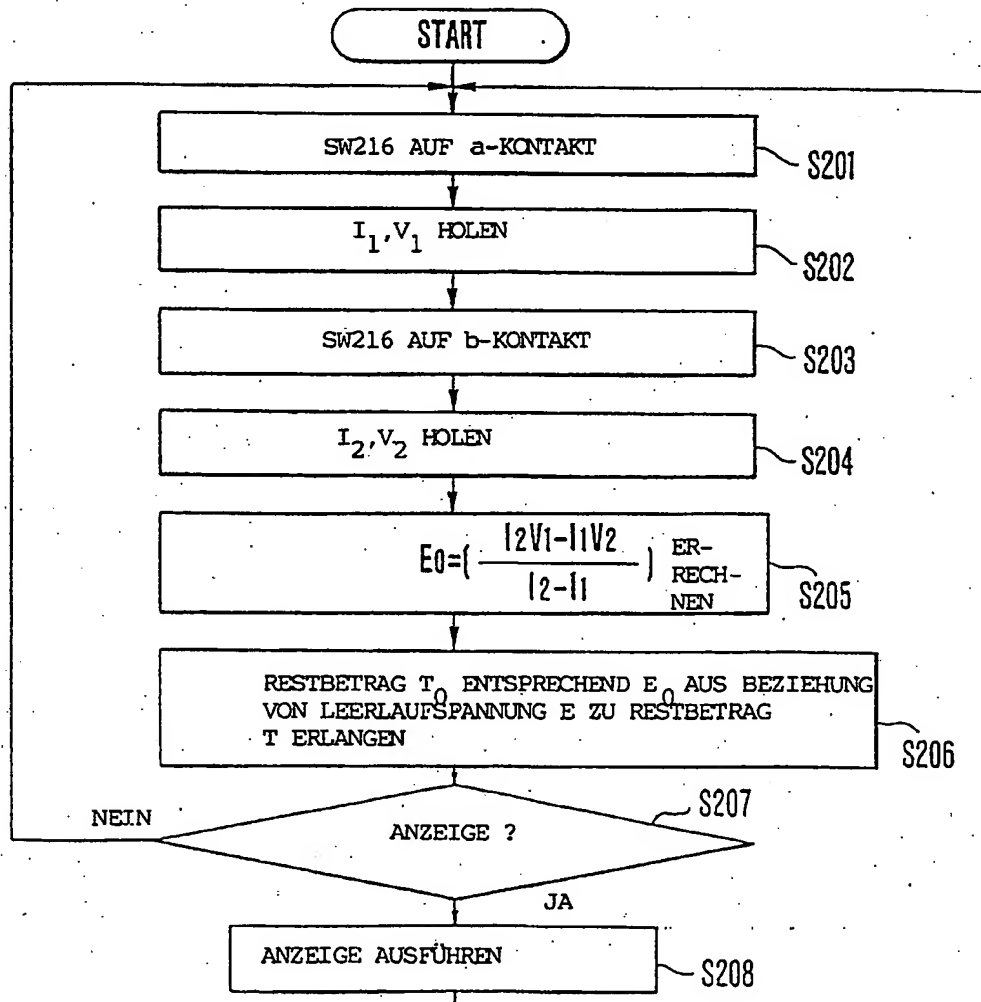 START
SW216 AUF a-KONTAKT
S201
I₁,V₁ HOLEN
S202
SW216 AUF b-KONTAKT
S203
I₂,V₂ HOLEN
S204
E0=( I2V1-I1V2 / I2-I1 ) ER-
RECH-
NEN
S205
RESTBETRAG T₀ ENTSPRECHEND E₀ AUS BEZIEHUNG
VON LEERLAUFSPANNUNG E ZU RESTBETRAG
T ERLANGEN
S206
S207
NEIN
ANZEIGE ?
JA
ANZEIGE AUSFÜHREN
S208